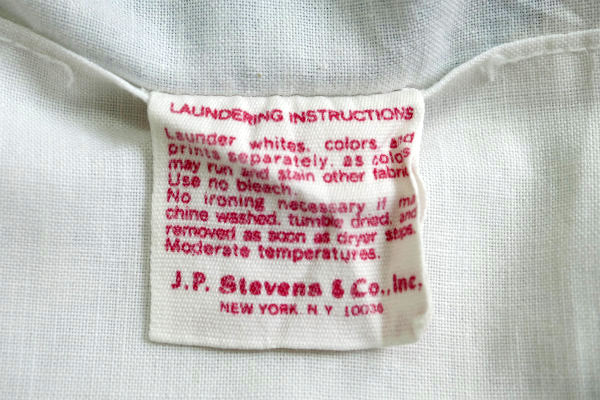 LAUNDERING INSTRUCTIONS
Launder whites, colors and
prints separately, as colors
may run and stain other fabric.
Use no bleach.
No ironing necessary if ma
chine washed, tumble dried, and
removed as soon as dryer stops.
Moderate temperatures.
J.P. Stevens & Co., Inc.
NEW YORK, N.Y. 10036